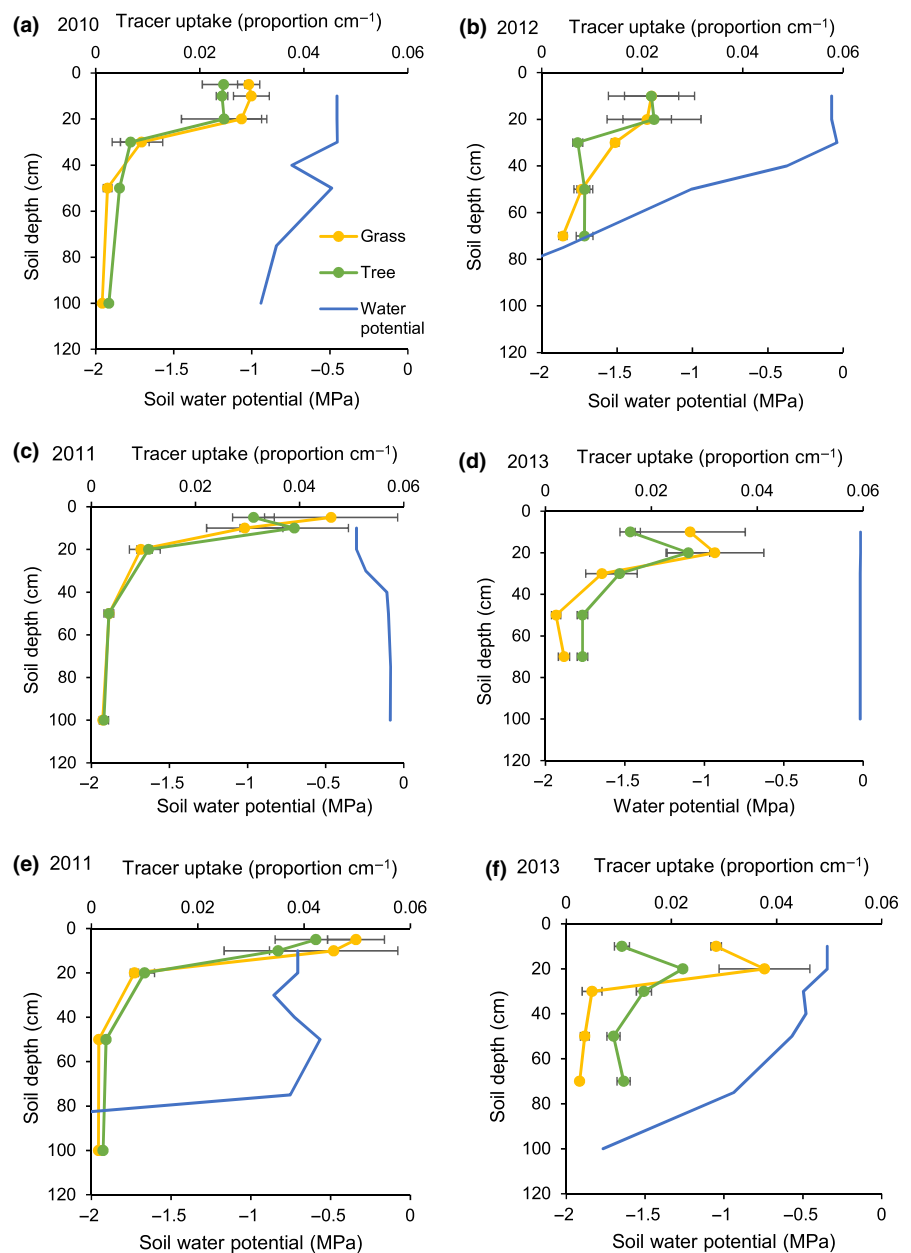 (a) 2010 Tracer uptake (proportion cm⁻¹)
0 0.02 0.04 0.06
0
20
40
60
80
100
120
Soil depth (cm)
Grass
Tree
Water
potential
–2 –1.5 –1 –0.5 0
Soil water potential (MPa)
(b) 2012 Tracer uptake (proportion cm⁻¹)
0 0.02 0.04 0.06
0
20
40
60
80
100
120
Soil depth (cm)
–2 –1.5 –1 –0.5 0
Soil water potential (MPa)
(c) 2011 Tracer uptake (proportion cm⁻¹)
0 0.02 0.04 0.06
0
20
40
60
80
100
120
Soil depth (cm)
–2 –1.5 –1 –0.5 0
Soil water potential (MPa)
(d) 2013 Tracer uptake (proportion cm⁻¹)
0 0.02 0.04 0.06
0
20
40
60
80
100
120
Soil depth (cm)
–2 –1.5 –1 –0.5 0
Water potential (Mpa)
(e) 2011 Tracer uptake (proportion cm⁻¹)
0 0.02 0.04 0.06
0
20
40
60
80
100
120
Soil depth (cm)
–2 –1.5 –1 –0.5 0
Soil water potential (MPa)
(f) 2013 Tracer uptake (proportion cm⁻¹)
0 0.02 0.04 0.06
0
20
40
60
80
100
120
Soil depth (cm)
–2 –1.5 –1 –0.5 0
Soil water potential (MPa)